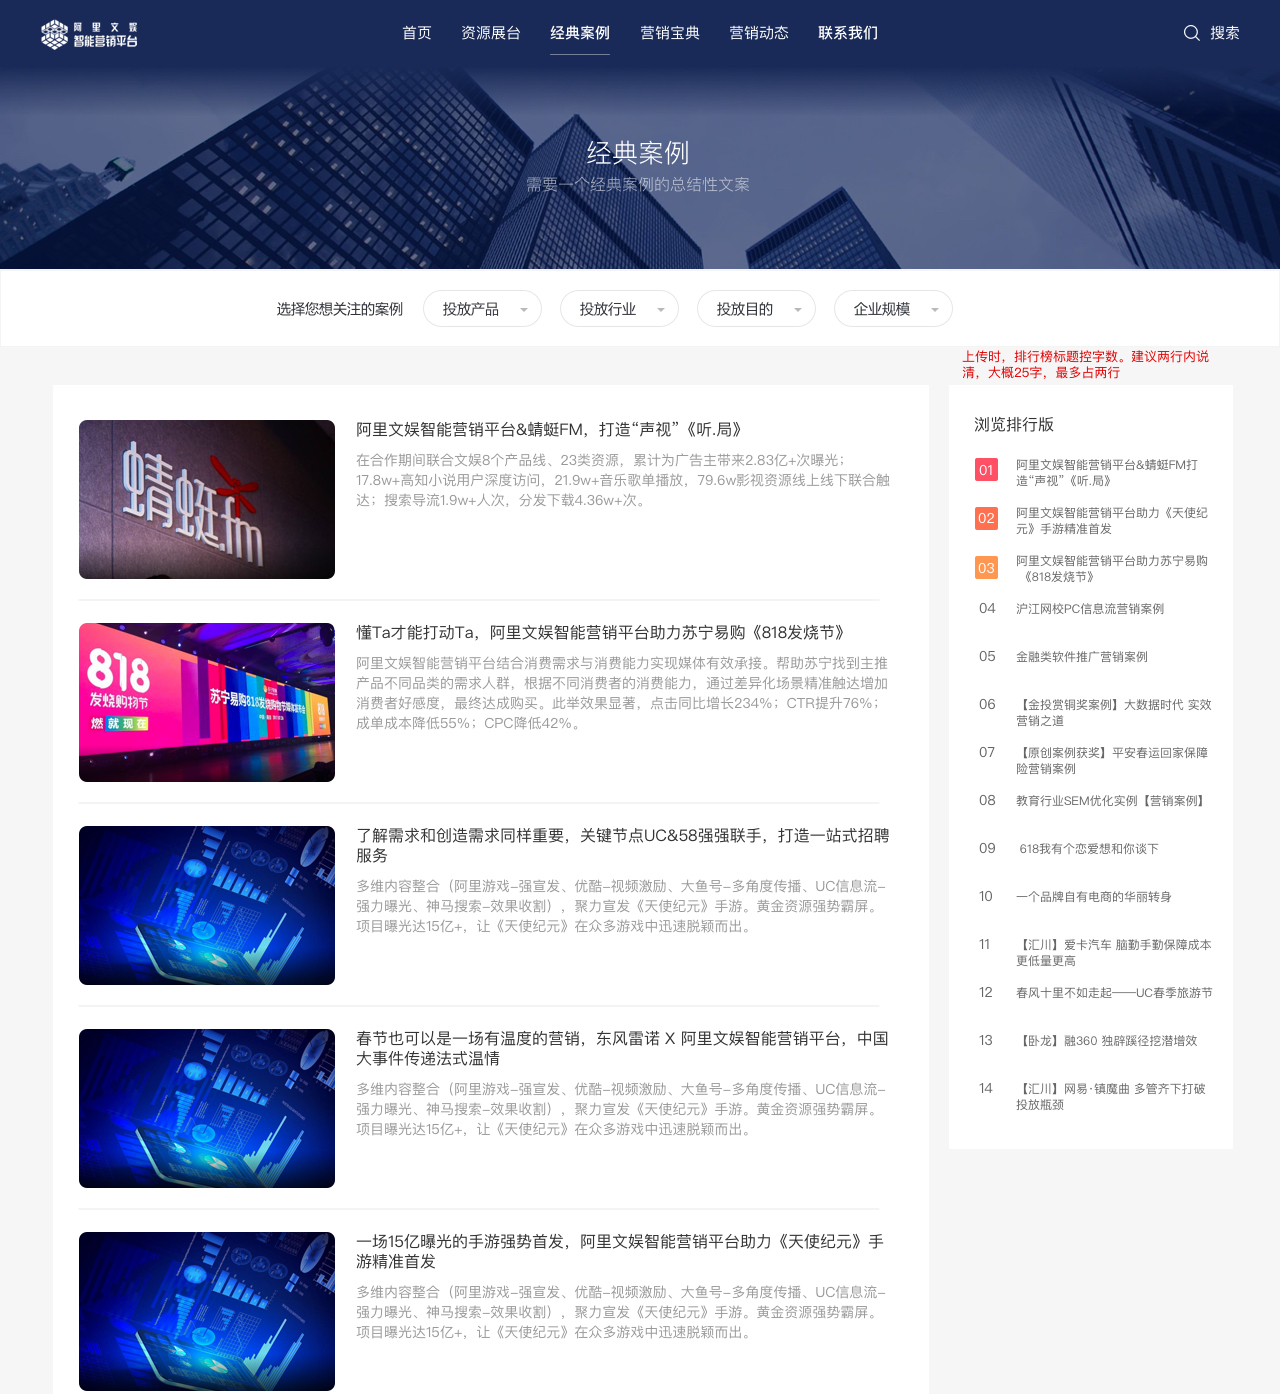 阿里文娱
智能营销平台
首页 资源展台 经典案例 营销宝典 营销动态 联系我们 搜索
经典案例
需要一个经典案例的总结性文案
选择您想关注的案例 投放产品 投放行业 投放目的 企业规模
上传时，排行榜标题控字数。建议两行内说
清，大概25字，最多占两行
蜻蜓.fm
阿里文娱智能营销平台&蜻蜓FM，打造“声视”《听.局》
在合作期间联合文娱8个产品线、23类资源，累计为广告主带来2.83亿+次曝光；
17.8w+高知小说用户深度访问，21.9w+音乐歌单播放，79.6w影视资源线上线下联合触
达；搜索导流1.9w+人次，分发下载4.36w+次。
818
发烧购物节
燃就现在
苏宁易购818发烧购物节媒体发布会
懂Ta才能打动Ta，阿里文娱智能营销平台助力苏宁易购《818发烧节》
阿里文娱智能营销平台结合消费需求与消费能力实现媒体有效承接。帮助苏宁找到主推
产品不同品类的需求人群，根据不同消费者的消费能力，通过差异化场景精准触达增加
消费者好感度，最终达成购买。此举效果显著，点击同比增长234%；CTR提升76%；
成单成本降低55%；CPC降低42%。
了解需求和创造需求同样重要，关键节点UC&58强强联手，打造一站式招聘
服务
多维内容整合（阿里游戏-强宣发、优酷-视频激励、大鱼号-多角度传播、UC信息流-
强力曝光、神马搜索-效果收割），聚力宣发《天使纪元》手游。黄金资源强势霸屏。
项目曝光达15亿+，让《天使纪元》在众多游戏中迅速脱颖而出。
春节也可以是一场有温度的营销，东风雷诺 X 阿里文娱智能营销平台，中国
大事件传递法式温情
多维内容整合（阿里游戏-强宣发、优酷-视频激励、大鱼号-多角度传播、UC信息流-
强力曝光、神马搜索-效果收割），聚力宣发《天使纪元》手游。黄金资源强势霸屏。
项目曝光达15亿+，让《天使纪元》在众多游戏中迅速脱颖而出。
一场15亿曝光的手游强势首发，阿里文娱智能营销平台助力《天使纪元》手
游精准首发
多维内容整合（阿里游戏-强宣发、优酷-视频激励、大鱼号-多角度传播、UC信息流-
强力曝光、神马搜索-效果收割），聚力宣发《天使纪元》手游。黄金资源强势霸屏。
项目曝光达15亿+，让《天使纪元》在众多游戏中迅速脱颖而出。
浏览排行版
01 阿里文娱智能营销平台&蜻蜓FM打
造“声视”《听.局》
02 阿里文娱智能营销平台助力《天使纪
元》手游精准首发
03 阿里文娱智能营销平台助力苏宁易购
《818发烧节》
04 沪江网校PC信息流营销案例
05 金融类软件推广营销案例
06 【金投赏铜奖案例】大数据时代 实效
营销之道
07 【原创案例获奖】平安春运回家保障
险营销案例
08 教育行业SEM优化实例【营销案例】
09 618我有个恋爱想和你谈下
10 一个品牌自有电商的华丽转身
11 【汇川】爱卡汽车 脑勤手勤保障成本
更低量更高
12 春风十里不如走起——UC春季旅游节
13 【卧龙】融360 独辟蹊径挖潜增效
14 【汇川】网易·镇魔曲 多管齐下打破
投放瓶颈